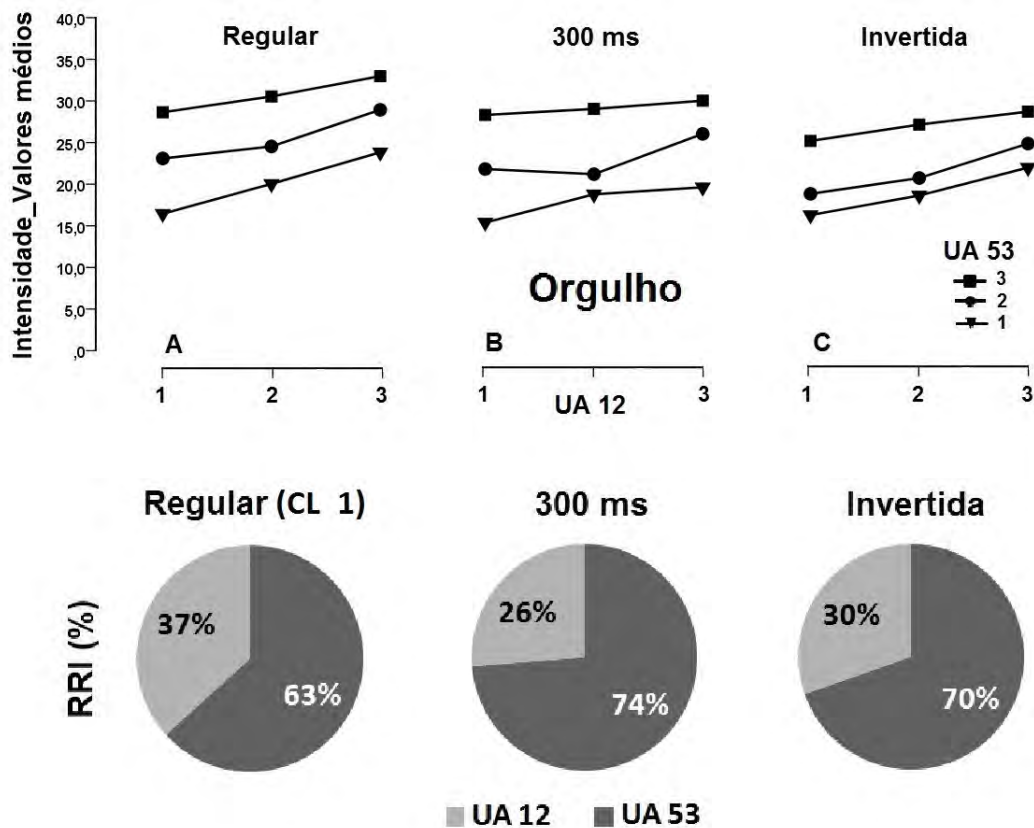 Intensidade_Valores médios
40,0
35,0
30,0
25,0
20,0
15,0
10,0
5,0
,0
Regular
300 ms
Invertida
Orgulho
UA 53
3
2
1
A
B
C
1 2 3
1 2 3
1 2 3
UA 12
Regular (CL 1)
300 ms
Invertida
RRI (%)
37%
63%
26%
74%
30%
70%
UA 12
UA 53